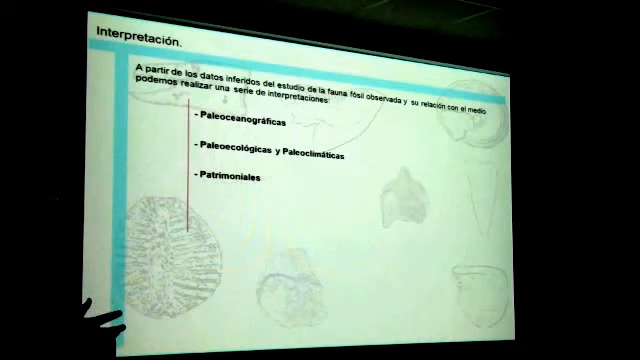 Interpretación.
A partir de los datos inferidos del estudio de la fauna fósil observada y su relación con el medio
podemos realizar una serie de interpretaciones:
- Paleoceanográficas
- Paleoecológicas y Paleoclimáticas
- Patrimoniales